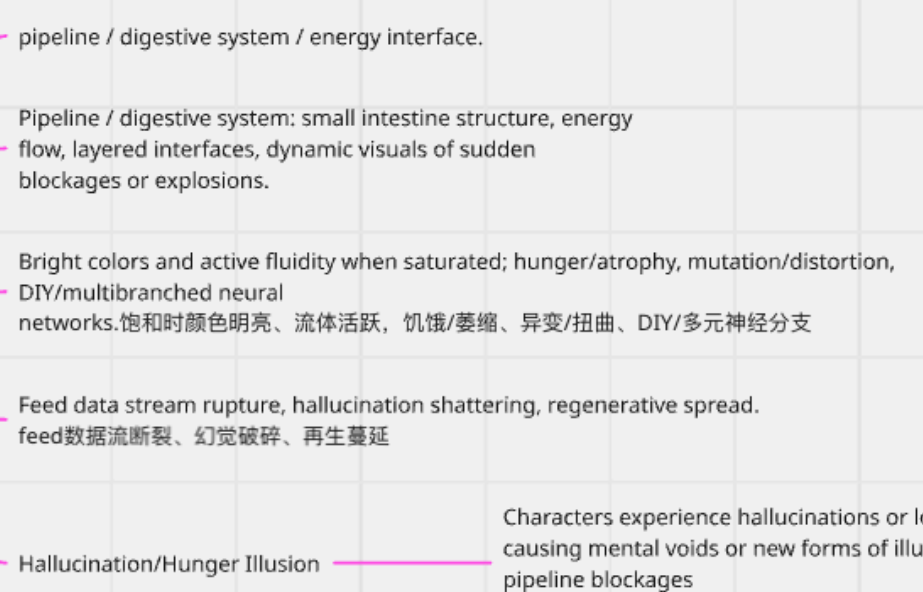 pipeline / digestive system / energy interface.
Pipeline / digestive system: small intestine structure, energy
flow, layered interfaces, dynamic visuals of sudden
blockages or explosions.
Bright colors and active fluidity when saturated; hunger/atrophy, mutation/distortion,
DIY/multibranched neural
networks.饱和时颜色明亮、流体活跃，饥饿/萎缩、异变/扭曲、DIY/多元神经分支
Feed data stream rupture, hallucination shattering, regenerative spread.
feed数据流断裂、幻觉破碎、再生蔓延
Hallucination/Hunger Illusion
Characters experience hallucinations or
causing mental voids or new forms of
pipeline blockages